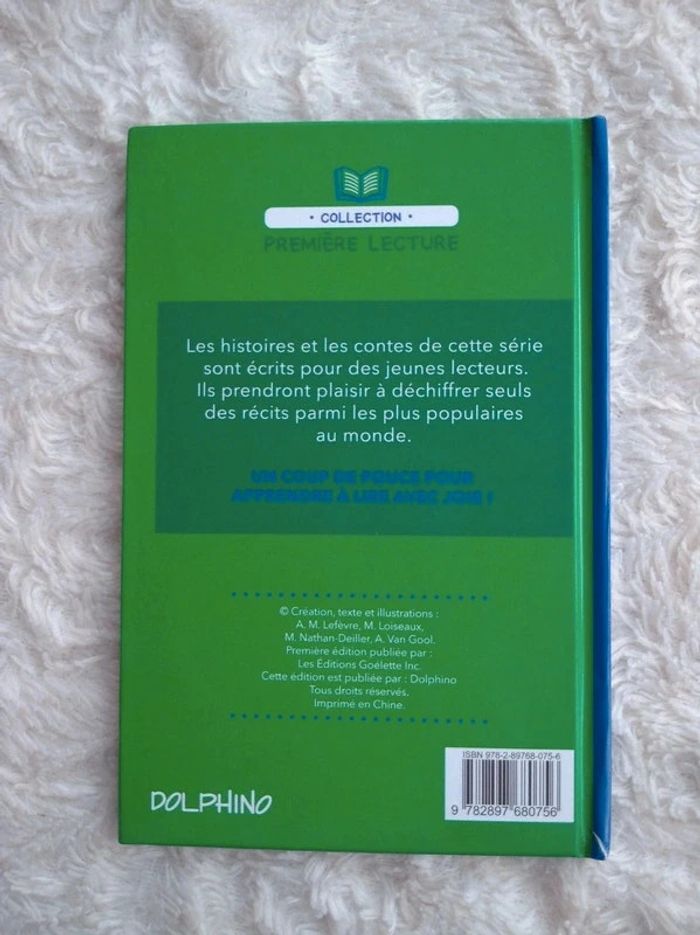 • COLLECTION •
PREMIÈRE LECTURE
Les histoires et les contes de cette série
sont écrits pour des jeunes lecteurs.
Ils prendront plaisir à déchiffrer seuls
des récits parmi les plus populaires
au monde.
UN COUP DE POUCE POUR
APPRENDRE À LIRE AVEC JOIE !
© Création, texte et illustrations :
A. M. Lefèvre, M. Loiseaux,
M. Nathan-Deiller, A. Van Gool.
Première édition publiée par :
Les Éditions Goélette Inc.
Cette édition est publiée par : Dolphino
Tous droits réservés.
Imprimé en Chine.
ISBN 978-2-89768-075-6
9 782897 680756
DOLPHINO